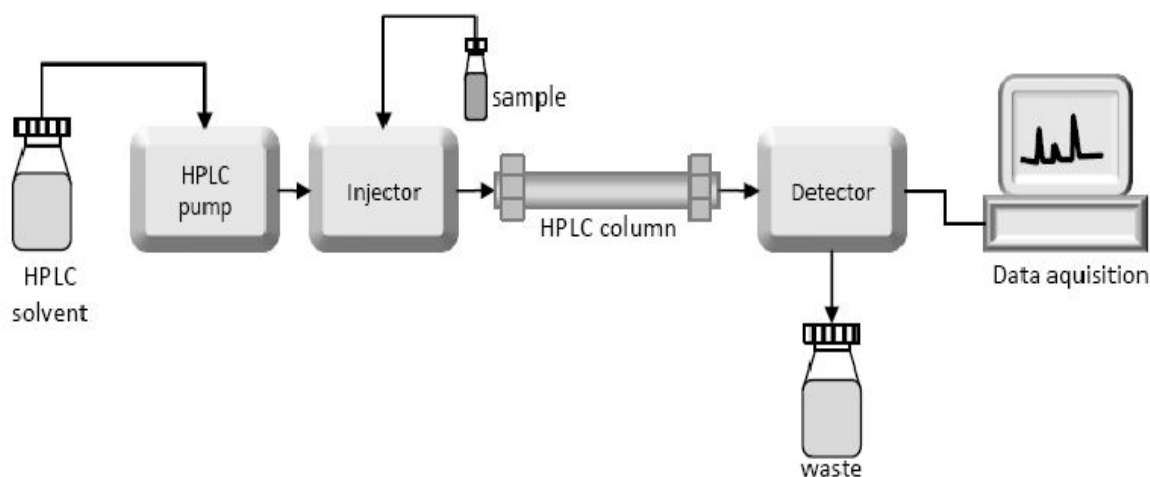 HPLC
solvent
HPLC
pump
Injector
sample
HPLC column
Detector
Data aquisition
waste